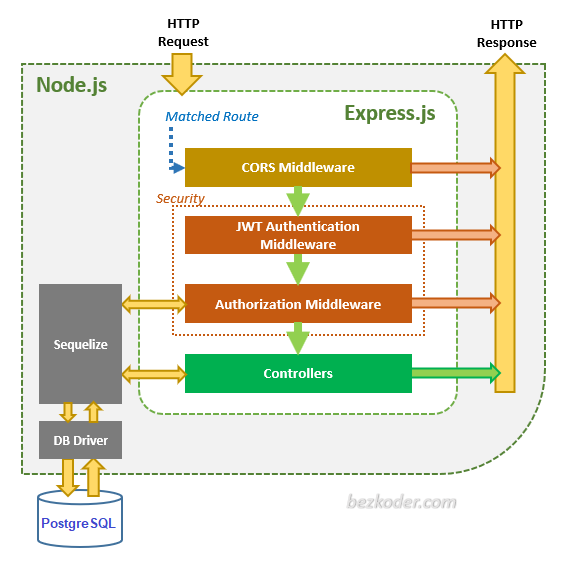 HTTP
Request
HTTP
Response
Node.js
Express.js
Matched Route
CORS Middleware
Security
JWT Authentication
Middleware
Authorization Middleware
Sequelize
Controllers
DB Driver
PostgreSQL
bezkoder.com